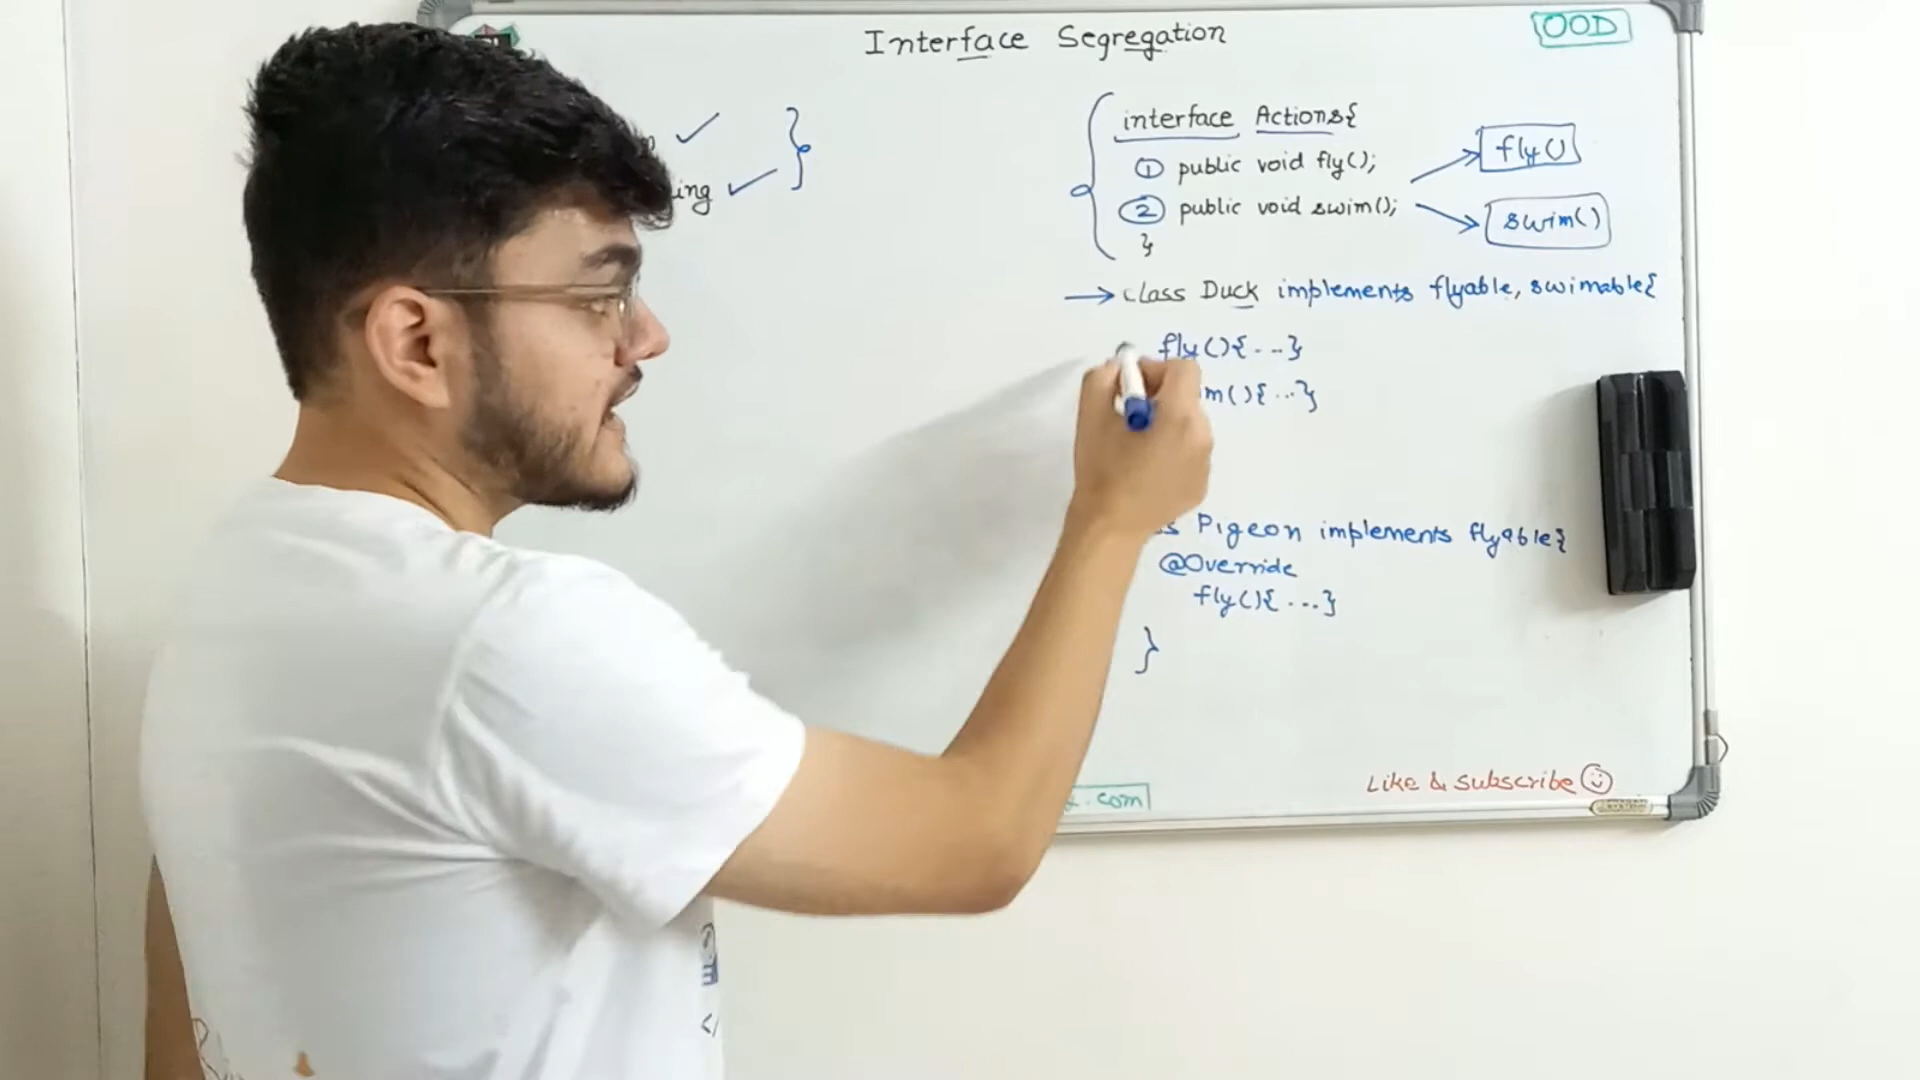 Interface Segregation
OOD
ing
interface Actions{
① public void fly();
② public void swim();
}
fly()
swim()
class Duck implements flyable, swimable{
fly(){...}
m(){...}
s Pigeon implements flyable{
@Override
fly(){...}
}
.com
Like & Subscribe